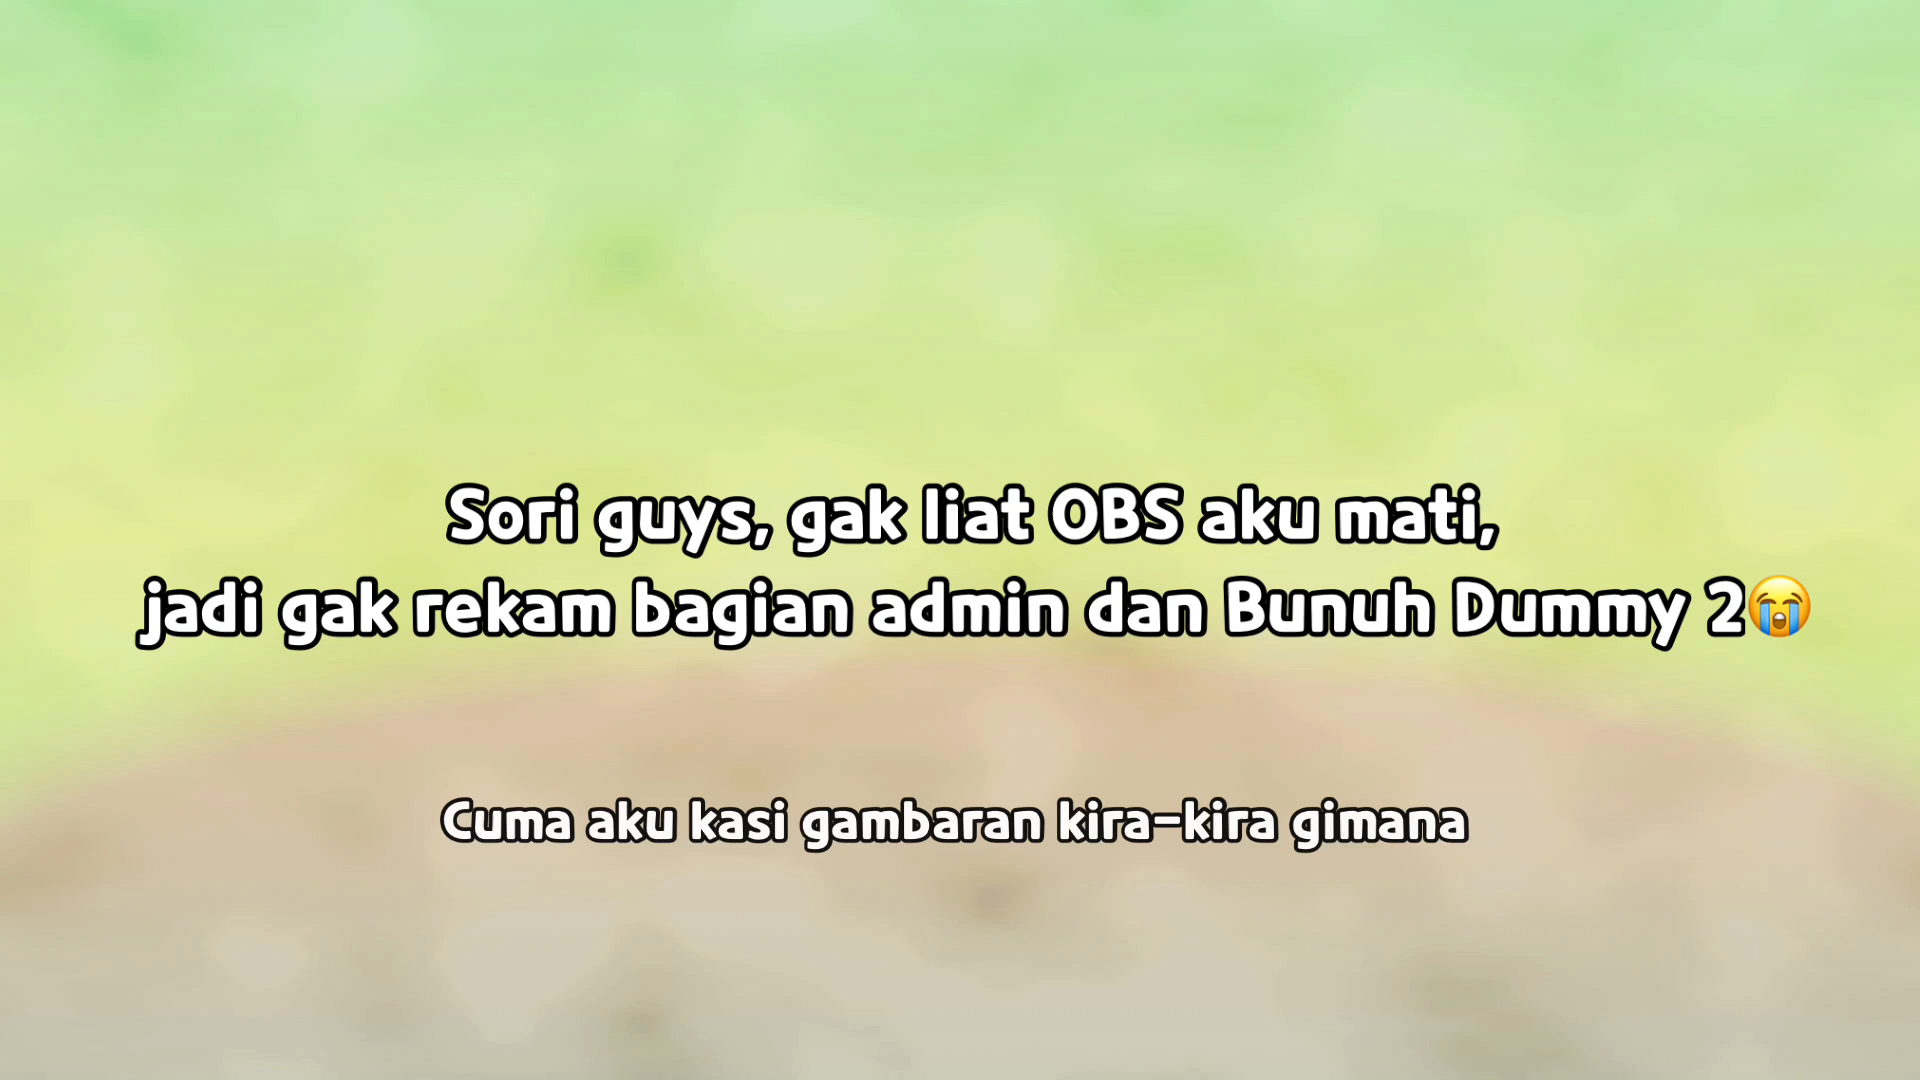 Sori guys, gak liat OBS aku mati,
jadi gak rekam bagian admin dan Bunuh Dummy 2😭
Cuma aku kasi gambaran kira-kira gimana